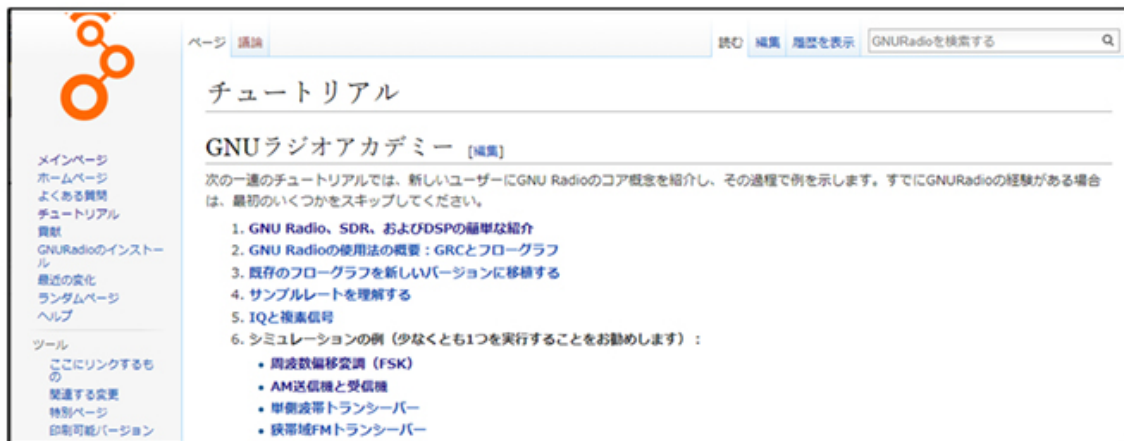 ページ 議論 読む 編集 履歴を表示 GNURadioを検索する
チュートリアル
GNUラジオアカデミー [編集]
次の一連のチュートリアルでは、新しいユーザーにGNU Radioのコア概念を紹介し、その過程で例を示します。すでにGNURadioの経験がある場合
は、最初のいくつかをスキップしてください。
1. GNU Radio、SDR、およびDSPの簡単な紹介
2. GNU Radioの使用法の概要：GRCとフローグラフ
3. 既存のフローグラフを新しいバージョンに移植する
4. サンプルレートを理解する
5. IQと複素信号
6. シミュレーションの例（少なくとも1つを実行することをお勧めします）：
• 周波数偏移変調（FSK）
• AM送信機と受信機
• 単側波帯トランシーバー
• 狭帯域FMトランシーバー
メインページ
ホームページ
よくある質問
チュートリアル
貢献
GNURadioのインストー
ル
最近の変化
ランダムページ
ヘルプ
ツール
ここにリンクするも
の
関連する変更
特別ページ
印刷可能バージョン